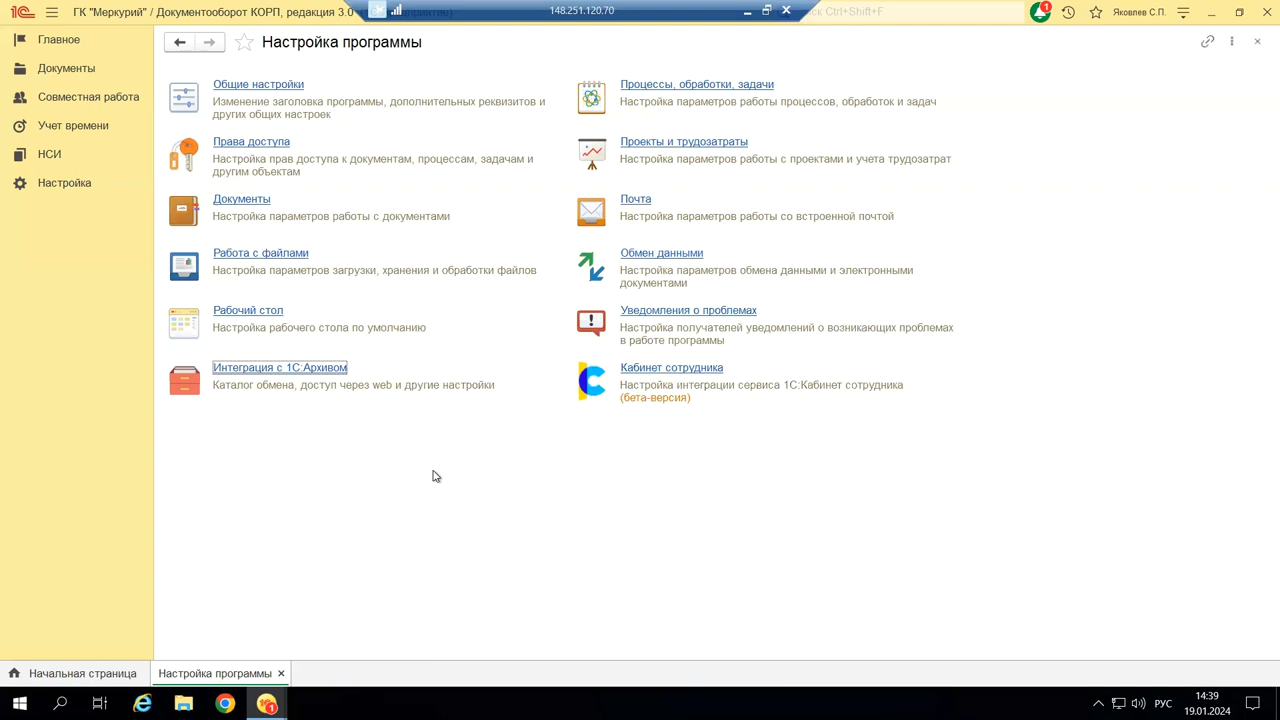 ГК "Меркурий" / Документооборот КОРП, редакция 3.0
148.251.120.70
ск Ctrl+Shift+F
1
Яковлев С.П.
Главное
Документы
Совместная работа
Учет времени
НСИ
Настройка
Настройка программы
Общие настройки
Изменение заголовка программы, дополнительных реквизитов и
других общих настроек
Права доступа
Настройка прав доступа к документам, процессам, задачам и
другим объектам
Документы
Настройка параметров работы с документами
Работа с файлами
Настройка параметров загрузки, хранения и обработки файлов
Рабочий стол
Настройка рабочего стола по умолчанию
Интеграция с 1С:Архивом
Каталог обмена, доступ через web и другие настройки
Процессы, обработки, задачи
Настройка параметров работы процессов, обработок и задач
Проекты и трудозатраты
Настройка параметров работы с проектами и учета трудозатрат
Почта
Настройка параметров работы со встроенной почтой
Обмен данными
Настройка параметров обмена данными и электронными
документами
Уведомления о проблемах
Настройка получателей уведомлений о возникающих проблемах
в работе программы
Кабинет сотрудника
Настройка интеграции сервиса 1С:Кабинет сотрудника
(бета-версия)
Начальная страница
Настройка программы
1
РУС
14:39
19.01.2024